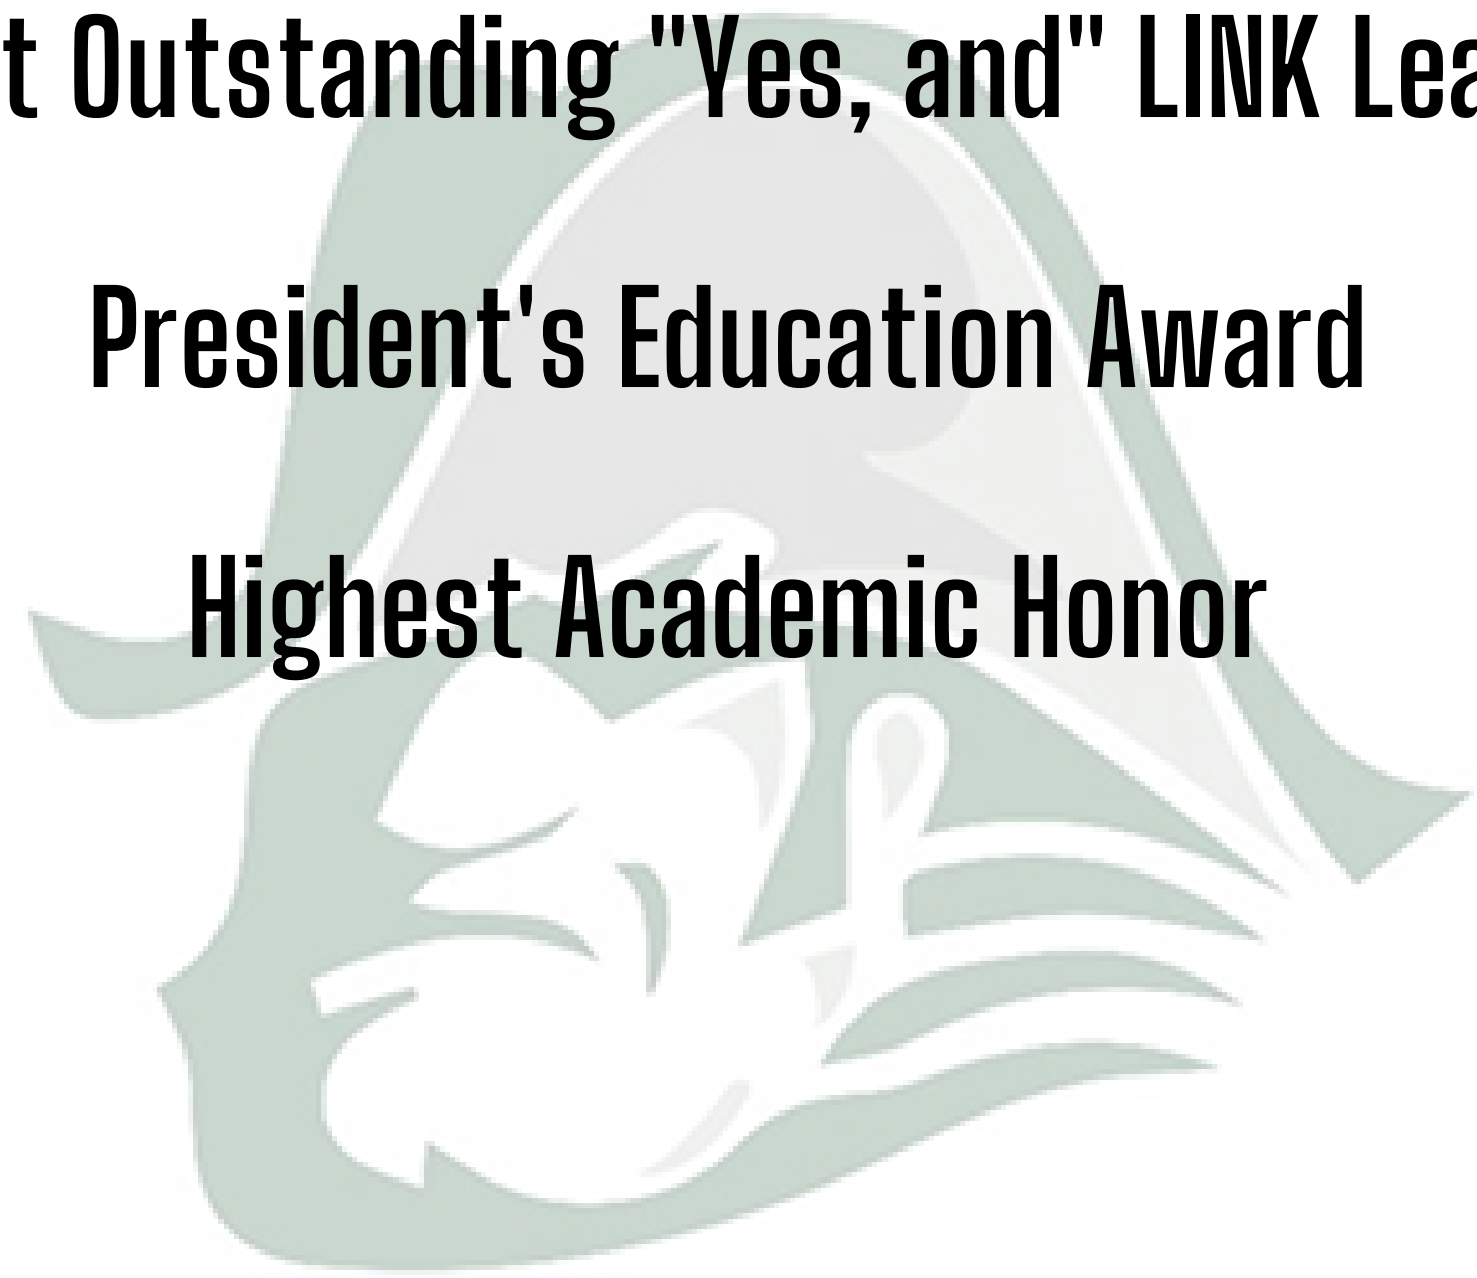 t Outstanding "Yes, and" LINK Lea
President's Education Award
Highest Academic Honor